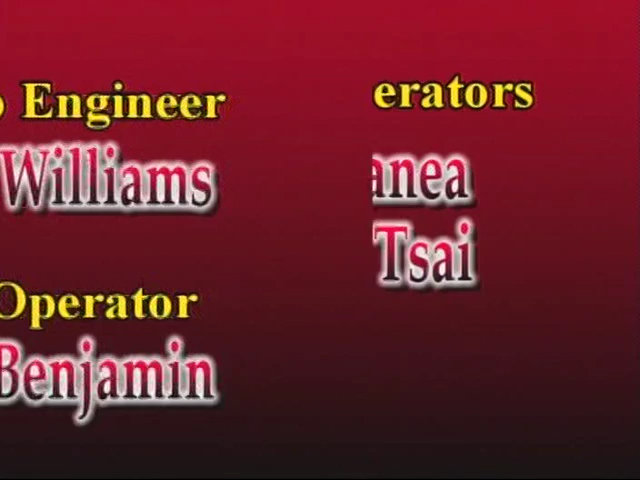 Engineer
Williams
Operator
Benjamin
erators
anea
Tsai